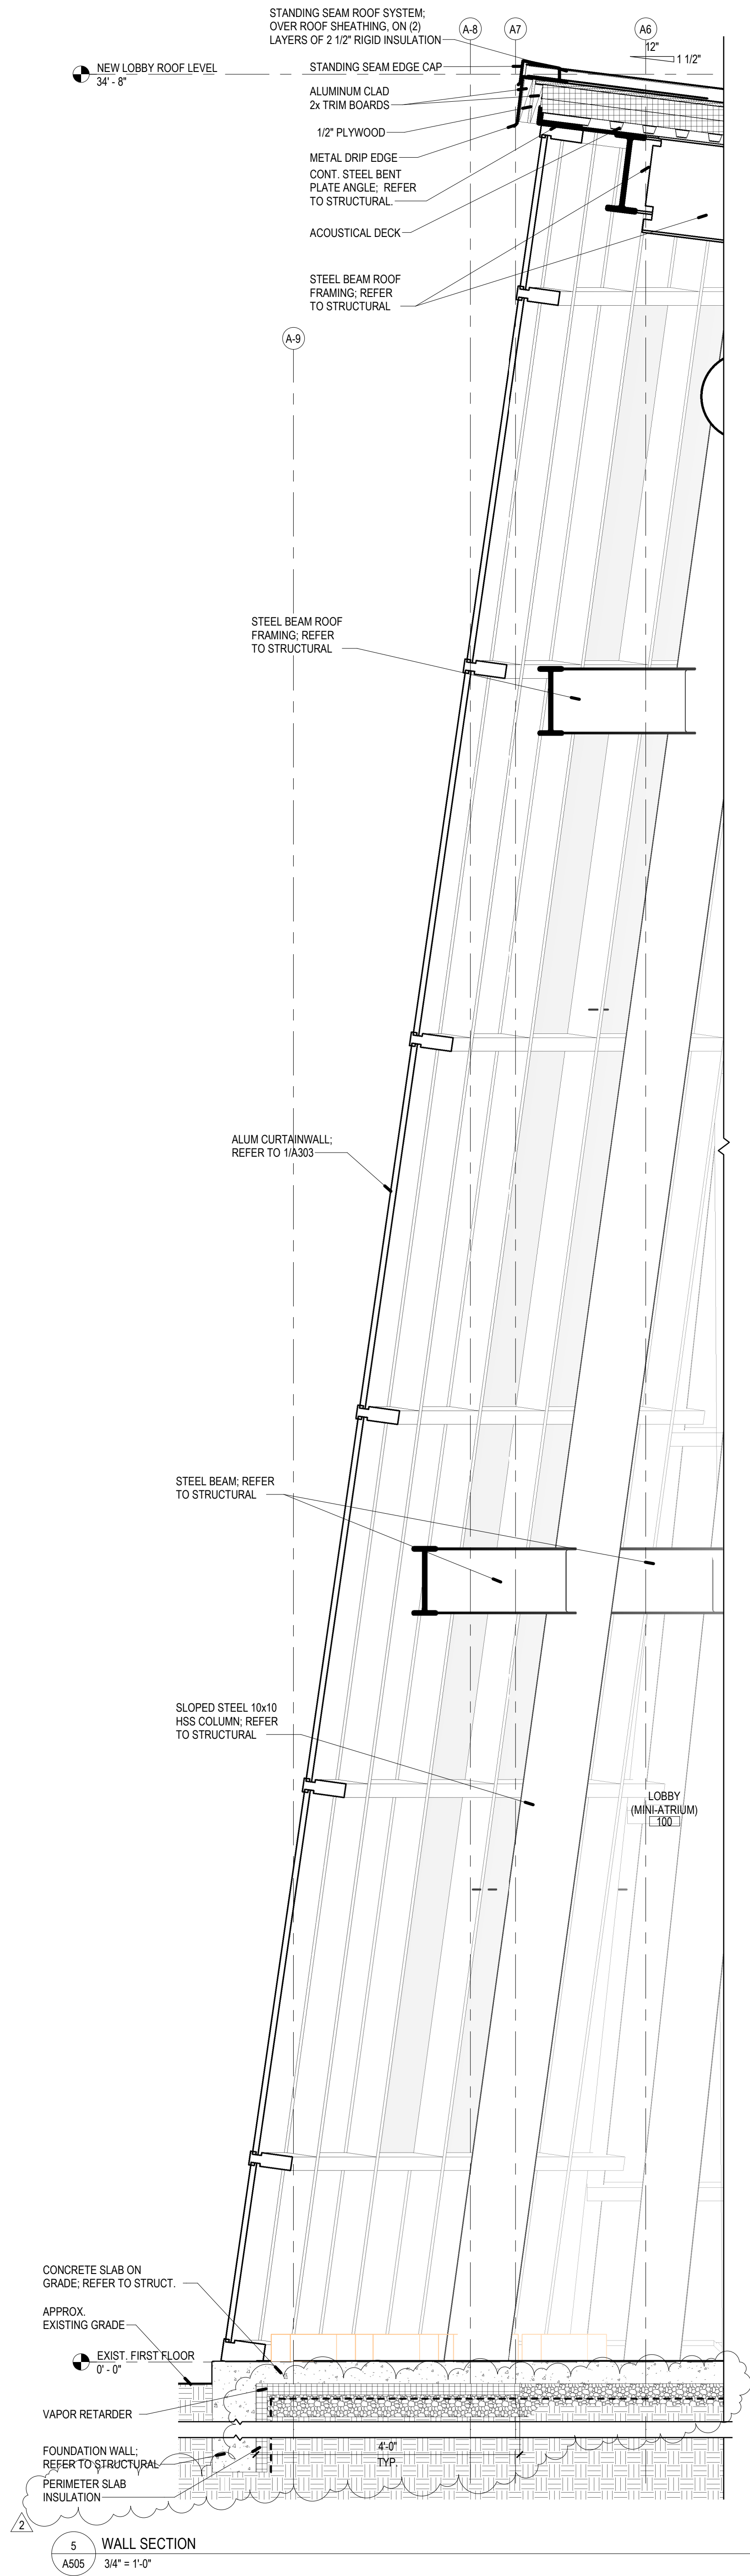 STANDING SEAM ROOF SYSTEM;
OVER ROOF SHEATHING, ON (2)
LAYERS OF 2 1/2" RIGID INSULATION
A-8
A7
A6
12"
1 1/2"
NEW LOBBY ROOF LEVEL
34' - 8"
STANDING SEAM EDGE CAP
ALUMINUM CLAD
2x TRIM BOARDS
1/2" PLYWOOD
METAL DRIP EDGE
CONT. STEEL BENT
PLATE ANGLE; REFER
TO STRUCTURAL.
ACOUSTICAL DECK
STEEL BEAM ROOF
FRAMING; REFER
TO STRUCTURAL
A-9
STEEL BEAM ROOF
FRAMING; REFER
TO STRUCTURAL
ALUM CURTAINWALL;
REFER TO 1/A303
STEEL BEAM; REFER
TO STRUCTURAL
SLOPED STEEL 10x10
HSS COLUMN; REFER
TO STRUCTURAL
LOBBY
(MINI-ATRIUM)
100
CONCRETE SLAB ON
GRADE; REFER TO STRUCT.
APPROX.
EXISTING GRADE
EXIST. FIRST FLOOR
0' - 0"
VAPOR RETARDER
FOUNDATION WALL;
REFER TO STRUCTURAL
4'-0"
TYP.
PERIMETER SLAB
INSULATION
2
5
WALL SECTION
A505
3/4" = 1'-0"